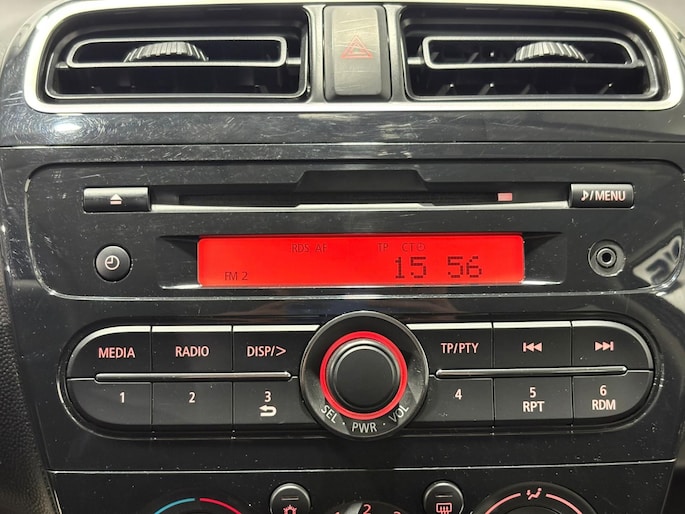 ♪/MENU
RDS AF TP CT
FM 2 15 56
MEDIA RADIO DISP/> TP/PTY
1 2 3 4 5 6
RPT RDM
SEL PWR VOL
2